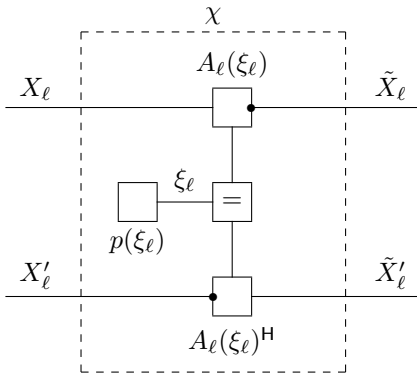 χ
A_ℓ(ξ_ℓ)
X_ℓ X̃_ℓ
ξ_ℓ =
p(ξ_ℓ)
X′_ℓ X̃′_ℓ
A_ℓ(ξ_ℓ)^H